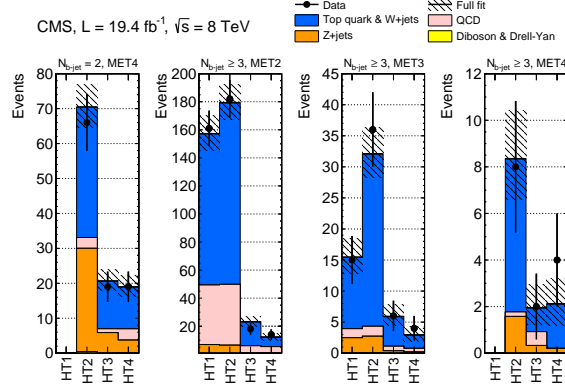 CMS, L = 19.4 fb⁻¹, √s = 8 TeV
Data
Full fit
Top quark & W+jets
QCD
Z+jets
Diboson & Drell-Yan
N_b-jet = 2, MET4
Events
80
70
60
50
40
30
20
10
0
HT1
HT2
HT3
HT4
N_b-jet ≥ 3, MET2
Events
200
180
160
140
120
100
80
60
40
20
HT1
HT2
HT3
HT4
N_b-jet ≥ 3, MET3
Events
45
40
35
30
25
20
15
10
5
0
HT1
HT2
HT3
HT4
N_b-jet ≥ 3, MET4
Events
12
10
8
6
4
2
0
HT1
HT2
HT3
HT4